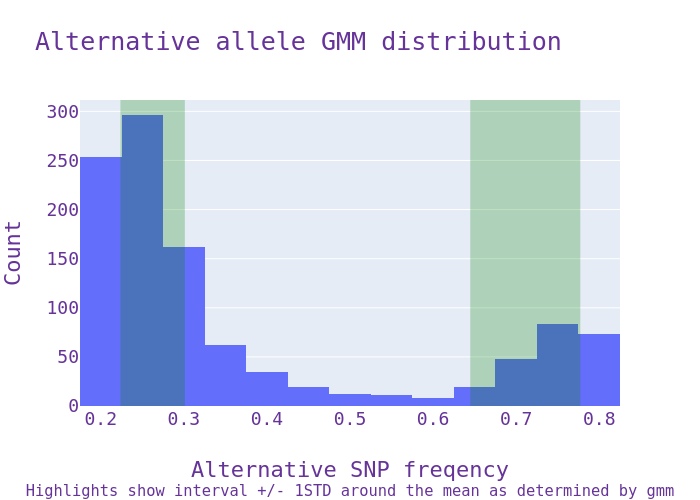 Alternative allele GMM distribution
300
250
200
150
100
50
0
Count
0.2 0.3 0.4 0.5 0.6 0.7 0.8
Alternative SNP freqency
Highlights show interval +/- 1STD around the mean as determined by gmm